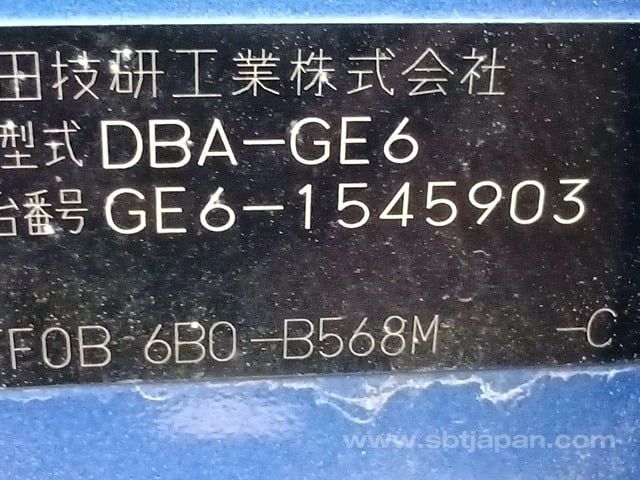 田技研工業株式会社
型式 DBA-GE6
台番号 GE6-1545903
F0B 6B0-B568M -C
www.sbtjapan.com